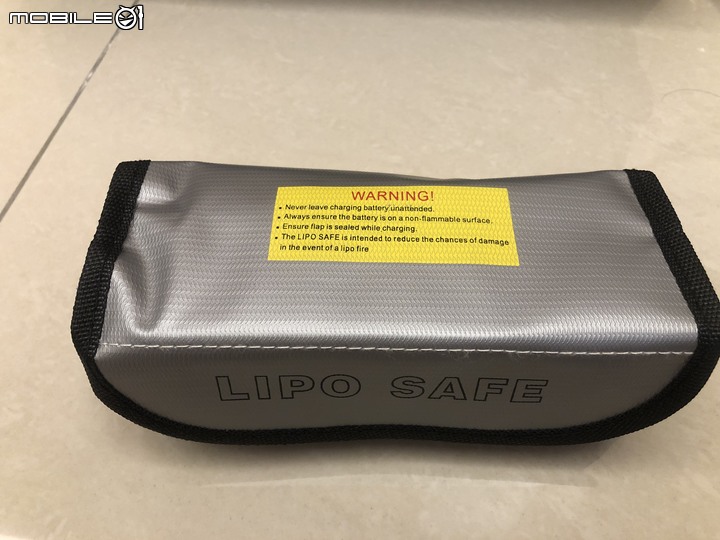 MOBILE01
WARNING!
• Never leave charging battery unattended.
• Always ensure the battery is on a non-flammable surface.
• Ensure flap is sealed while charging.
• The LIPO SAFE is intended to reduce the chances of damage
in the event of a lipo fire
LIPO SAFE